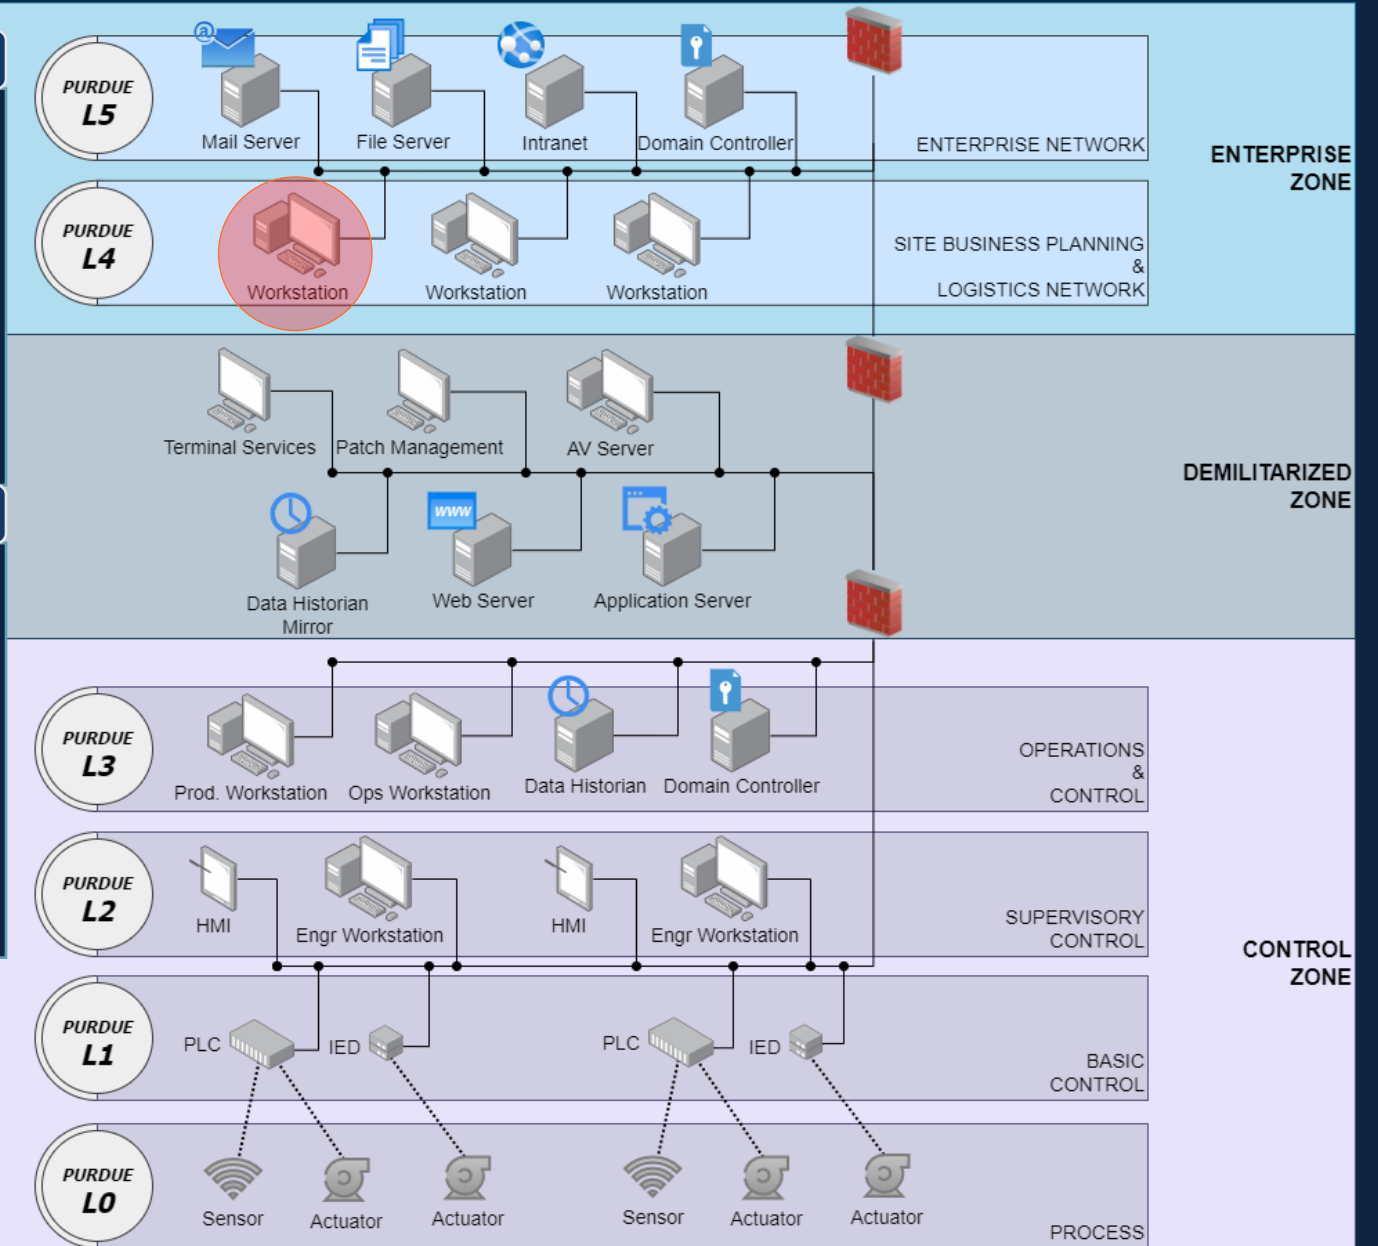 PURDUE
L5
@
Mail Server
File Server
Intranet
Domain Controller
ENTERPRISE NETWORK
ENTERPRISE
ZONE
PURDUE
L4
Workstation
Workstation
Workstation
SITE BUSINESS PLANNING
&
LOGISTICS NETWORK
Terminal Services
Patch Management
AV Server
DEMILITARIZED
ZONE
www
Data Historian
Mirror
Web Server
Application Server
PURDUE
L3
Prod. Workstation
Ops Workstation
Data Historian
Domain Controller
OPERATIONS
&
CONTROL
PURDUE
L2
HMI
Engr Workstation
HMI
Engr Workstation
SUPERVISORY
CONTROL
CONTROL
ZONE
PURDUE
L1
PLC
IED
PLC
IED
BASIC
CONTROL
PURDUE
L0
Sensor
Actuator
Actuator
Sensor
Actuator
Actuator
PROCESS